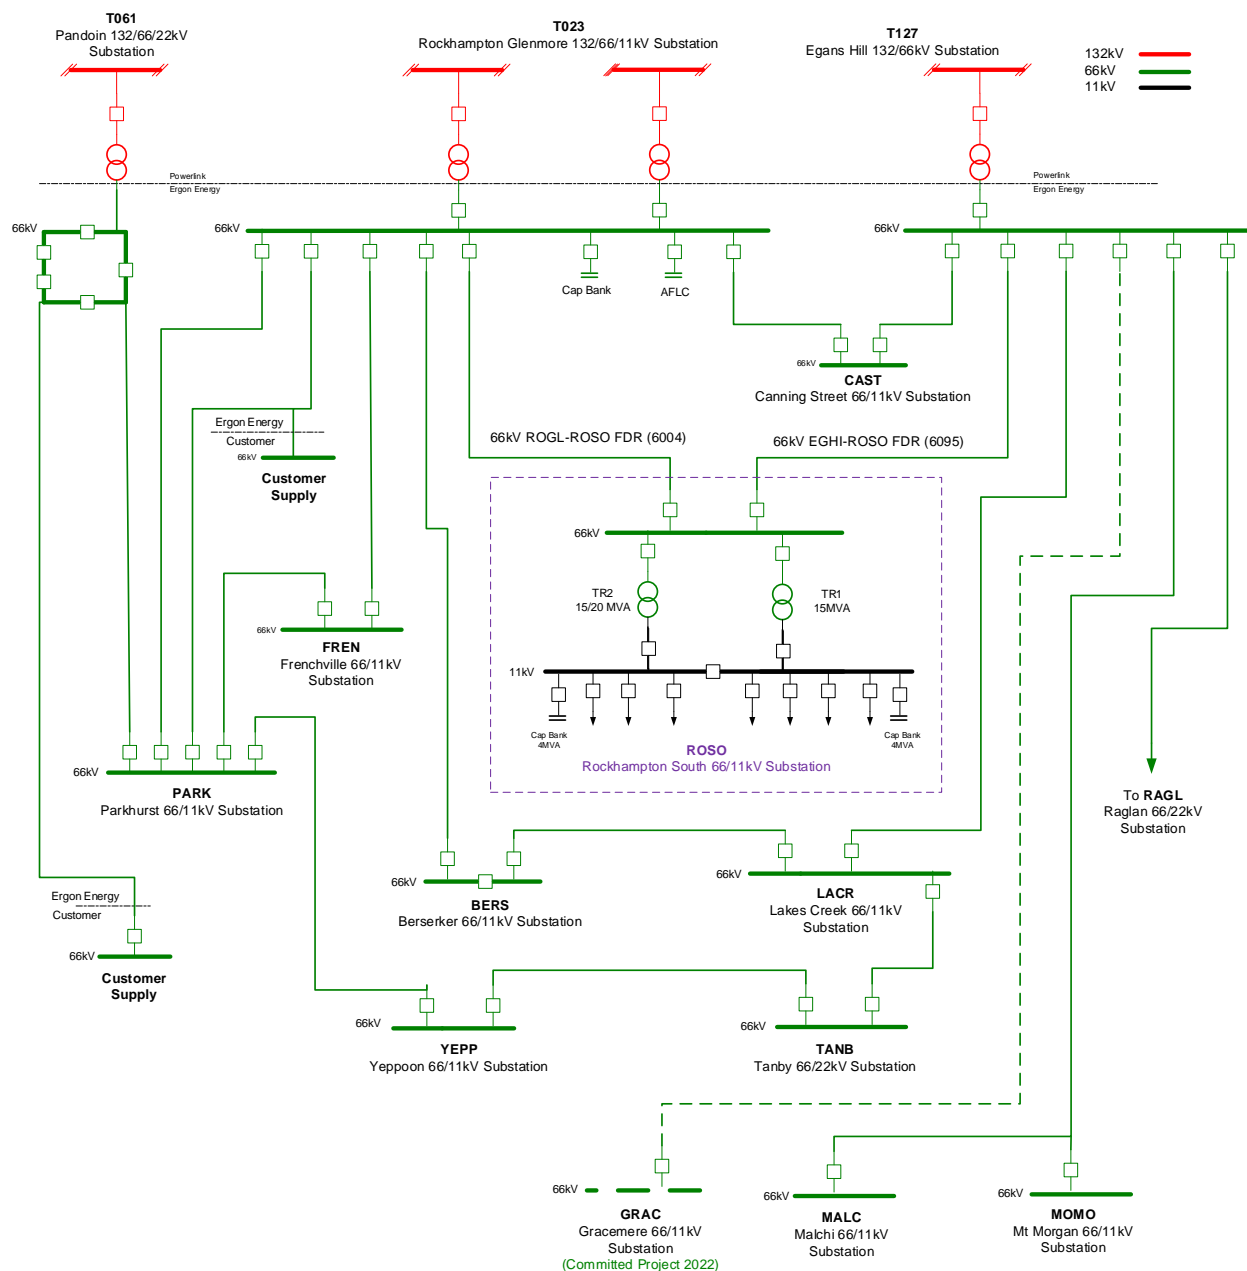 T061
Pandoin 132/66/22kV
Substation
T023
Rockhampton Glenmore 132/66/11kV Substation
T127
Egans Hill 132/66kV Substation
132kV
66kV
11kV
Powerlink
Ergon Energy
Powerlink
Ergon Energy
66kV
66kV
66kV
Cap Bank
AFLC
66kV
CAST
Canning Street 66/11kV Substation
Ergon Energy
Customer
66kV
Customer
Supply
66kV ROGL-ROSO FDR (6004)
66kV EGHI-ROSO FDR (6095)
66kV
TR2
15/20 MVA
TR1
15MVA
11kV
Cap Bank
4MVA
Cap Bank
4MVA
ROSO
Rockhampton South 66/11kV Substation
66kV
FREN
Frenchville 66/11kV
Substation
66kV
PARK
Parkhurst 66/11kV Substation
To RAGL
Raglan 66/22kV
Substation
66kV
BERS
Berserker 66/11kV Substation
66kV
LACR
Lakes Creek 66/11kV
Substation
Ergon Energy
Customer
66kV
Customer
Supply
66kV
YEPP
Yeppoon 66/11kV Substation
66kV
TANB
Tanby 66/22kV Substation
66kV
GRAC
Gracemere 66/11kV
Substation
(Committed Project 2022)
66kV
MALC
Malchi 66/11kV
Substation
66kV
MOMO
Mt Morgan 66/11kV
Substation